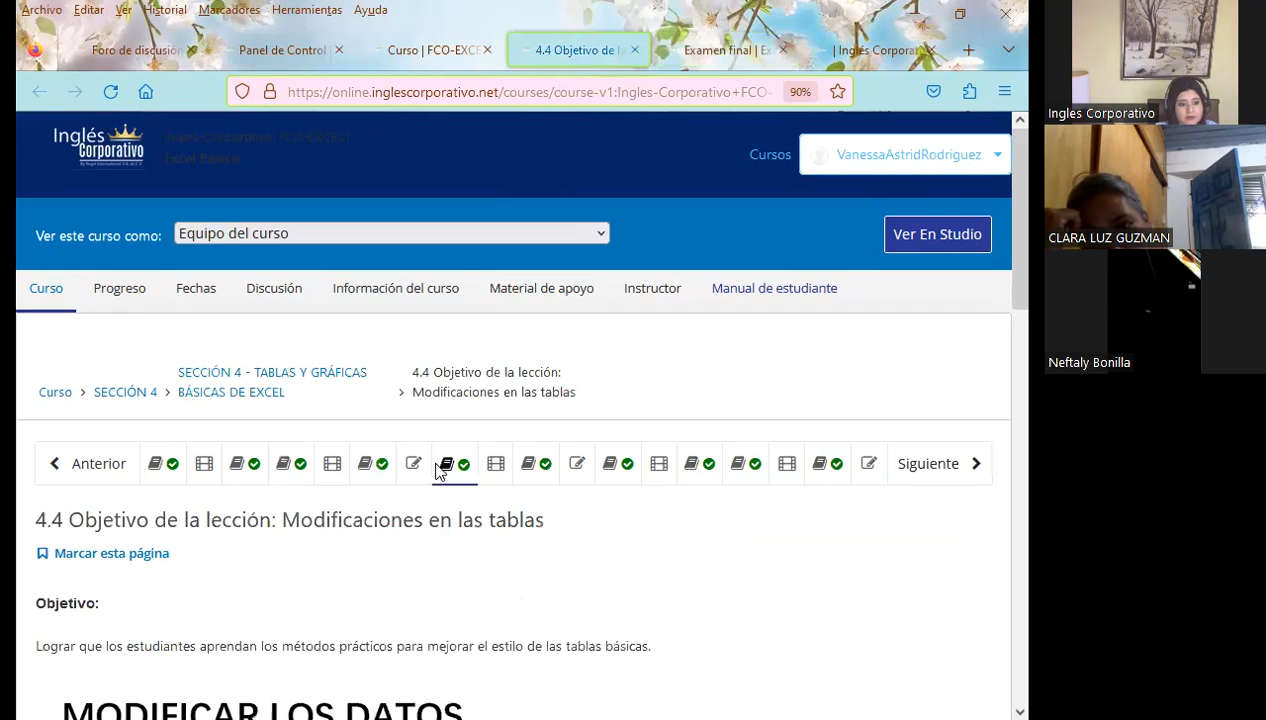 Archivo Editar Ver Historial Marcadores Herramientas Ayuda
Foro de discusión Panel de Control Curso | FCO-EXCE 4.4 Objetivo de l Examen final | Ex | Inglés Corporat
https://online.inglescorporativo.net/courses/course-v1:Ingles-Corporativo+FCO- 90%
Inglés Corporativo
Excel Básico
Cursos VanessaAstridRodriguez
Ver este curso como: Equipo del curso Ver En Studio
Curso Progreso Fechas Discusión Información del curso Material de apoyo Instructor Manual de estudiante
Curso > SECCIÓN 4 > SECCIÓN 4 - TABLAS Y GRÁFICAS BÁSICAS DE EXCEL > 4.4 Objetivo de la lección: Modificaciones en las tablas
Anterior Siguiente
4.4 Objetivo de la lección: Modificaciones en las tablas
Marcar esta página
Objetivo:
Lograr que los estudiantes aprendan los métodos prácticos para mejorar el estilo de las tablas básicas.
MODIFICAR LOS DATOS
Ingles Corporativo
CLARA LUZ GUZMAN
Neftaly Bonilla